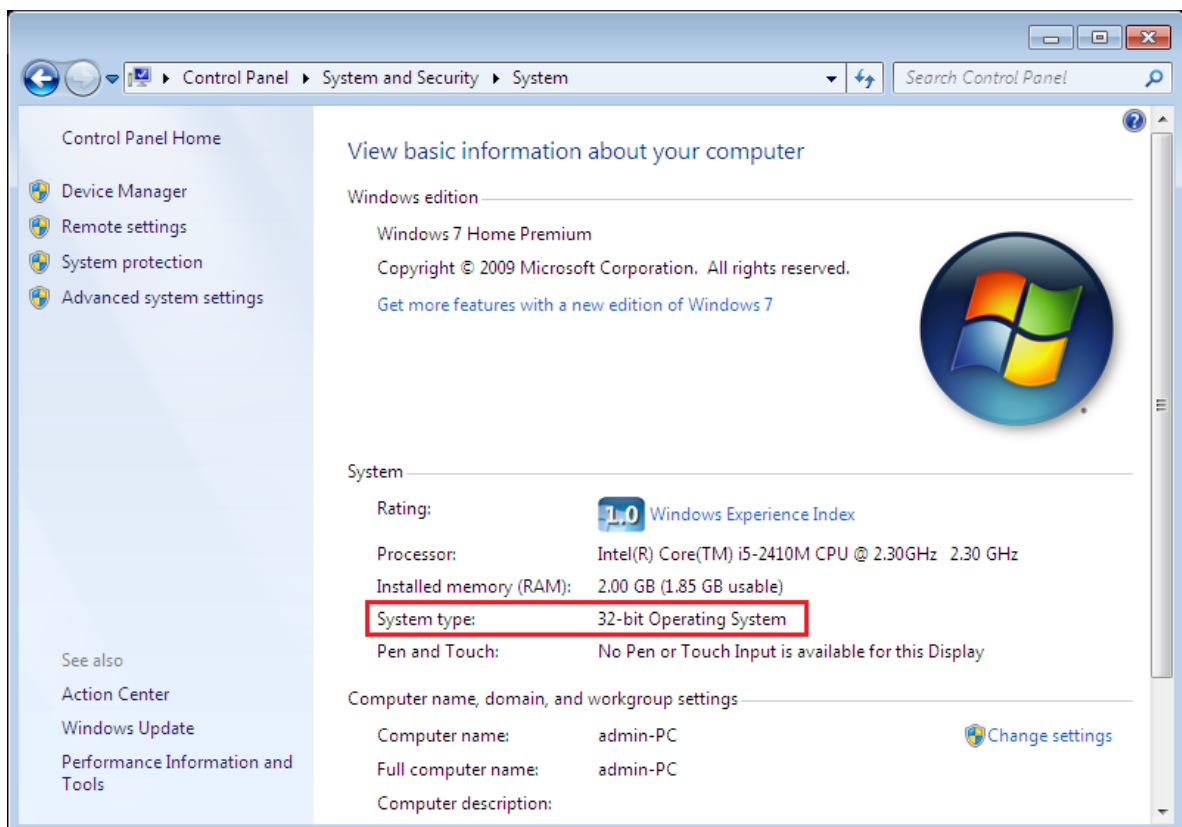 Control Panel ▸ System and Security ▸ System
Search Control Panel
Control Panel Home
Device Manager
Remote settings
System protection
Advanced system settings
See also
Action Center
Windows Update
Performance Information and
Tools
View basic information about your computer
Windows edition
Windows 7 Home Premium
Copyright © 2009 Microsoft Corporation. All rights reserved.
Get more features with a new edition of Windows 7
System
Rating: 1.0 Windows Experience Index
Processor: Intel(R) Core(TM) i5-2410M CPU @ 2.30GHz 2.30 GHz
Installed memory (RAM): 2.00 GB (1.85 GB usable)
System type: 32-bit Operating System
Pen and Touch: No Pen or Touch Input is available for this Display
Computer name, domain, and workgroup settings
Computer name: admin-PC Change settings
Full computer name: admin-PC
Computer description: